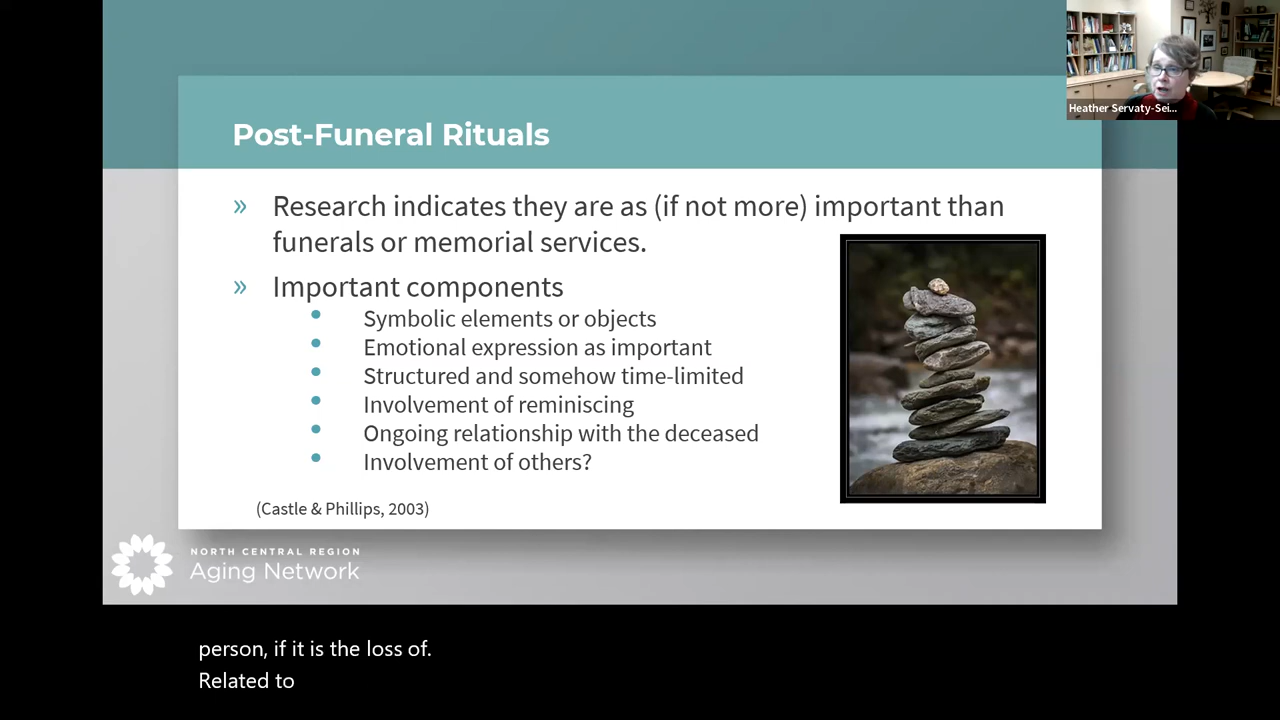 Heather Servaty-Sei...
Post-Funeral Rituals
» Research indicates they are as (if not more) important than
funerals or memorial services.
» Important components
• Symbolic elements or objects
• Emotional expression as important
• Structured and somehow time-limited
• Involvement of reminiscing
• Ongoing relationship with the deceased
• Involvement of others?
(Castle & Phillips, 2003)
NORTH CENTRAL REGION
Aging Network
person, if it is the loss of.
Related to